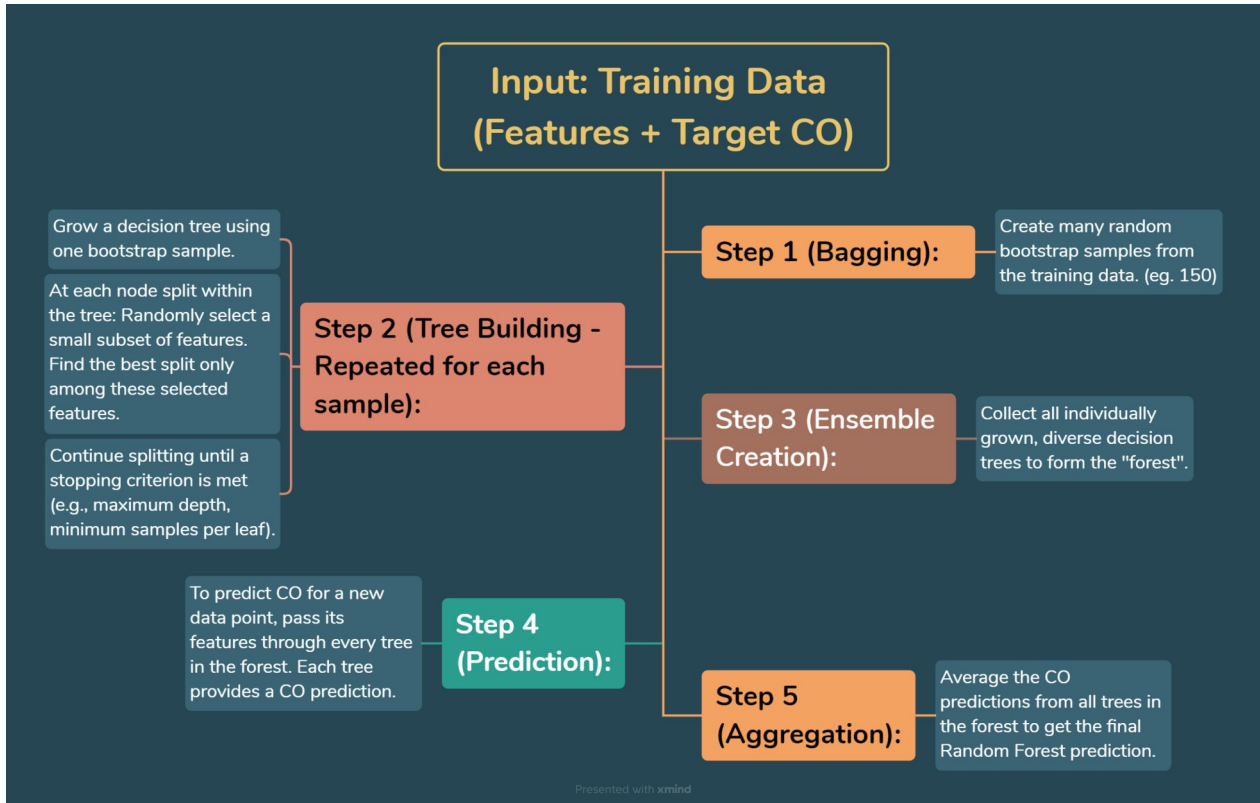 Input: Training Data
(Features + Target CO)
Step 1 (Bagging):
Create many random
bootstrap samples from
the training data. (eg. 150)
Step 2 (Tree Building -
Repeated for each
sample):
Grow a decision tree using
one bootstrap sample.
At each node split within
the tree: Randomly select a
small subset of features.
Find the best split only
among these selected
features.
Continue splitting until a
stopping criterion is met
(e.g., maximum depth,
minimum samples per leaf).
Step 3 (Ensemble
Creation):
Collect all individually
grown, diverse decision
trees to form the "forest".
Step 4
(Prediction):
To predict CO for a new
data point, pass its
features through every tree
in the forest. Each tree
provides a CO prediction.
Step 5
(Aggregation):
Average the CO
predictions from all trees in
the forest to get the final
Random Forest prediction.
Presented with xmind